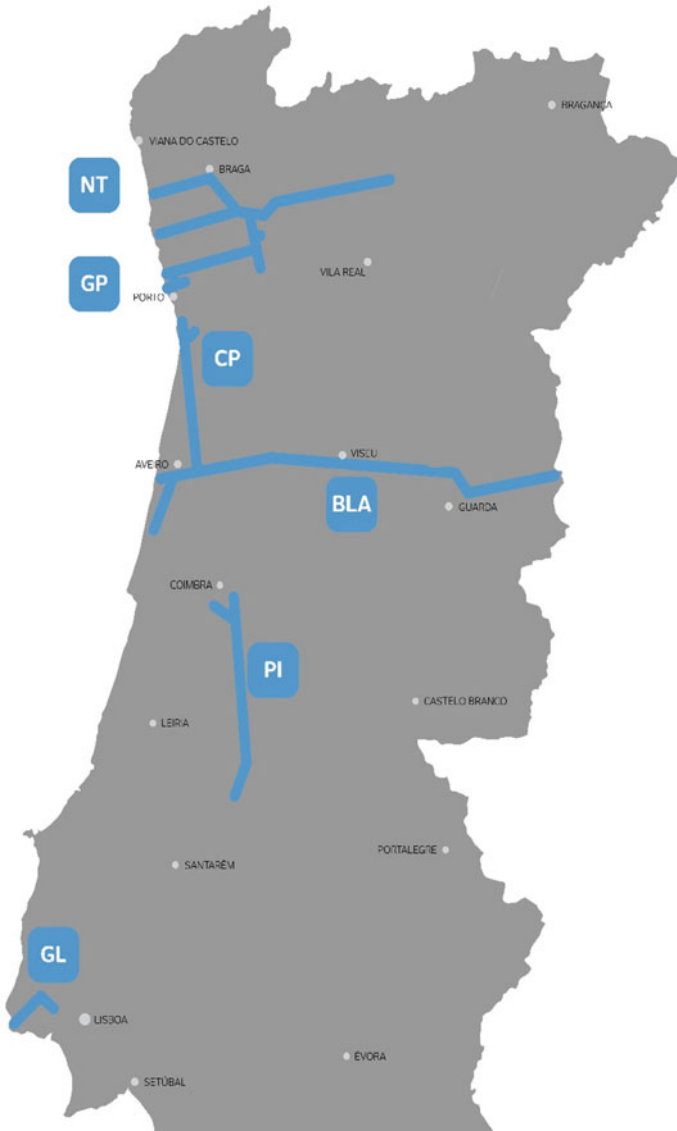 BRAGANÇA
VIANA DO CASTELO
BRAGA
NT
VILA REAL
GP
PORTO
CP
VISEU
AVEIRO
BLA
GUARDA
COIMBRA
PI
CASTELO BRANCO
LEIRIA
PORTALEGRE
SANTARÉM
GL
LISBOA
ÉVORA
SETÚBAL